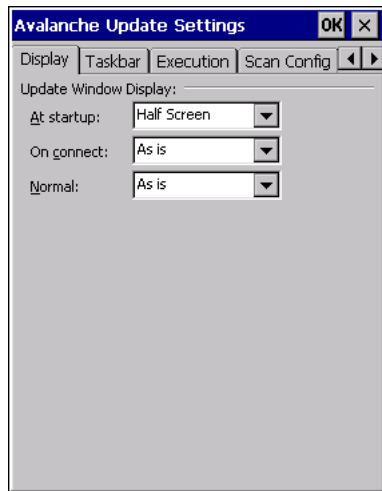 Avalanche Update Settings OK
Display Taskbar Execution Scan Config
Update Window Display:
At startup: Half Screen
On connect: As is
Normal: As is